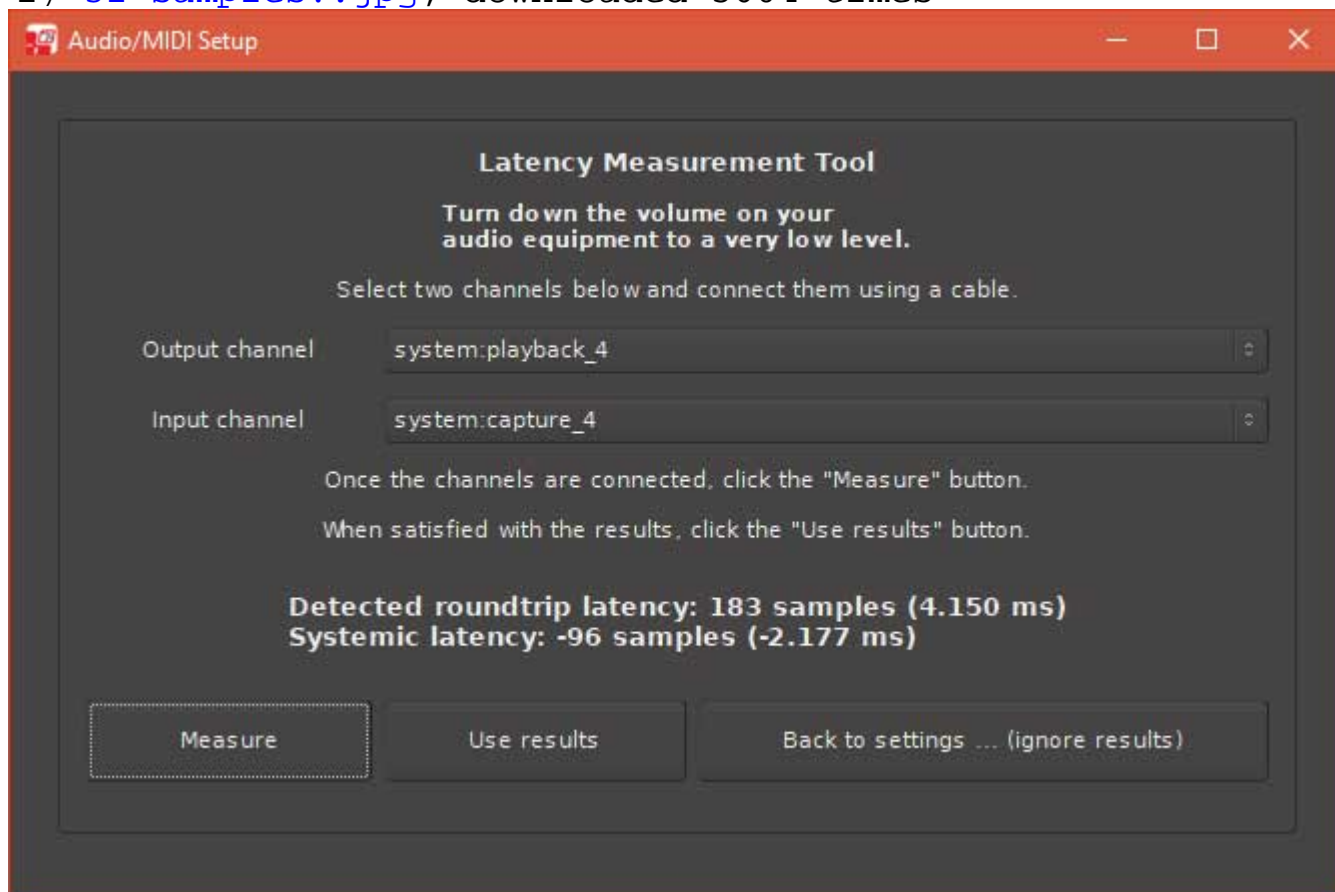 Audio/MIDI Setup
Latency Measurement Tool
Turn down the volume on your
audio equipment to a very low level.
Select two channels below and connect them using a cable.
Output channel system:playback_4
Input channel system:capture_4
Once the channels are connected, click the "Measure" button.
When satisfied with the results, click the "Use results" button.
Detected roundtrip latency: 183 samples (4.150 ms)
Systemic latency: -96 samples (-2.177 ms)
Measure Use results Back to settings ... (ignore results)